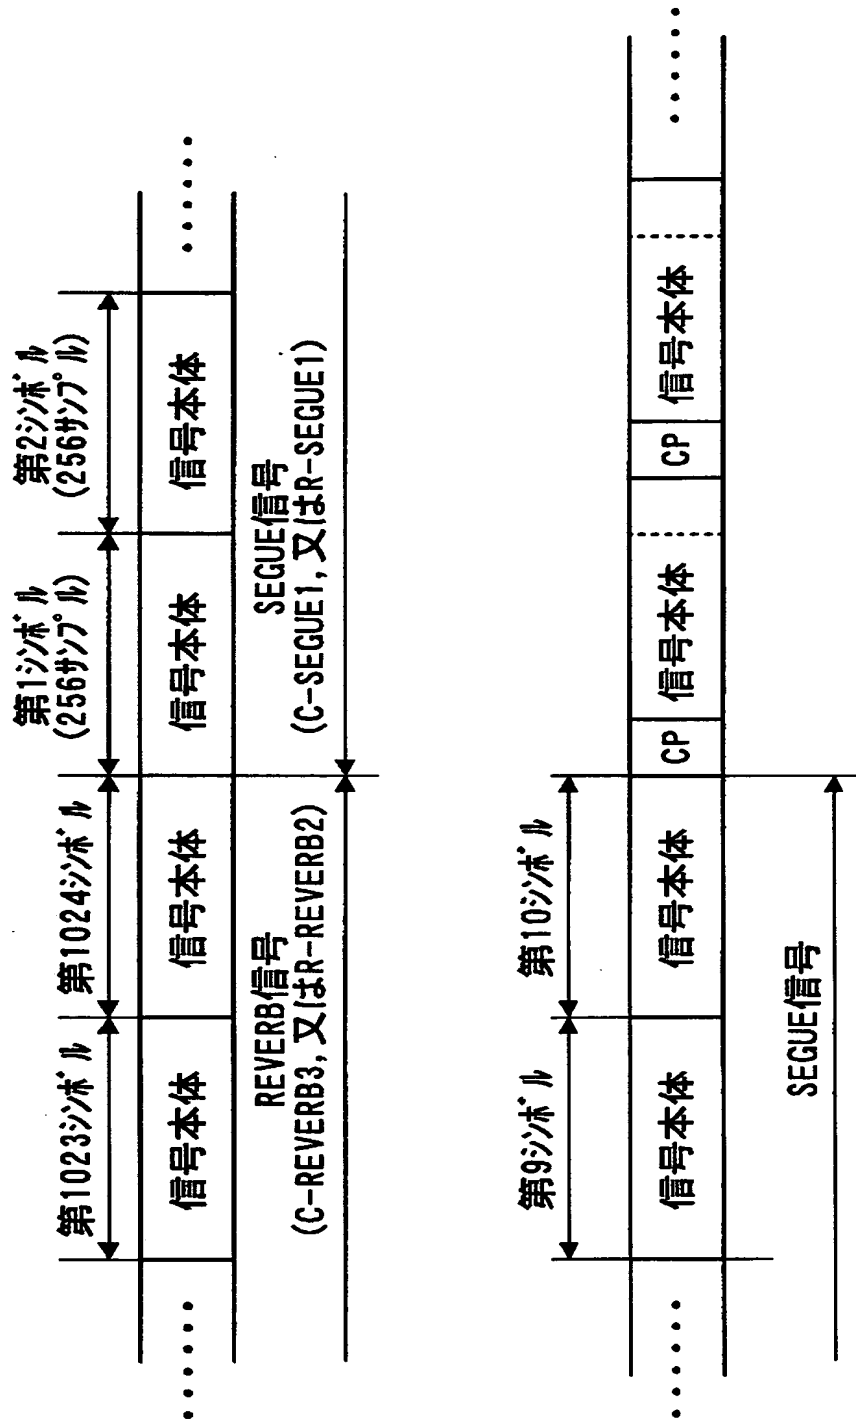 第1023シンボル
第1024シンボル
第1シンボル
(256サンプル)
第2シンボル
(256サンプル)
......
信号本体
信号本体
信号本体
信号本体
......
REVERB信号
(C-REVERB3, 又はR-REVERB2)
SEGUE信号
(C-SEGUE1, 又はR-SEGUE1)
第9シンボル
第10シンボル
......
信号本体
信号本体
CP
信号本体
CP
信号本体
.....
SEGUE信号